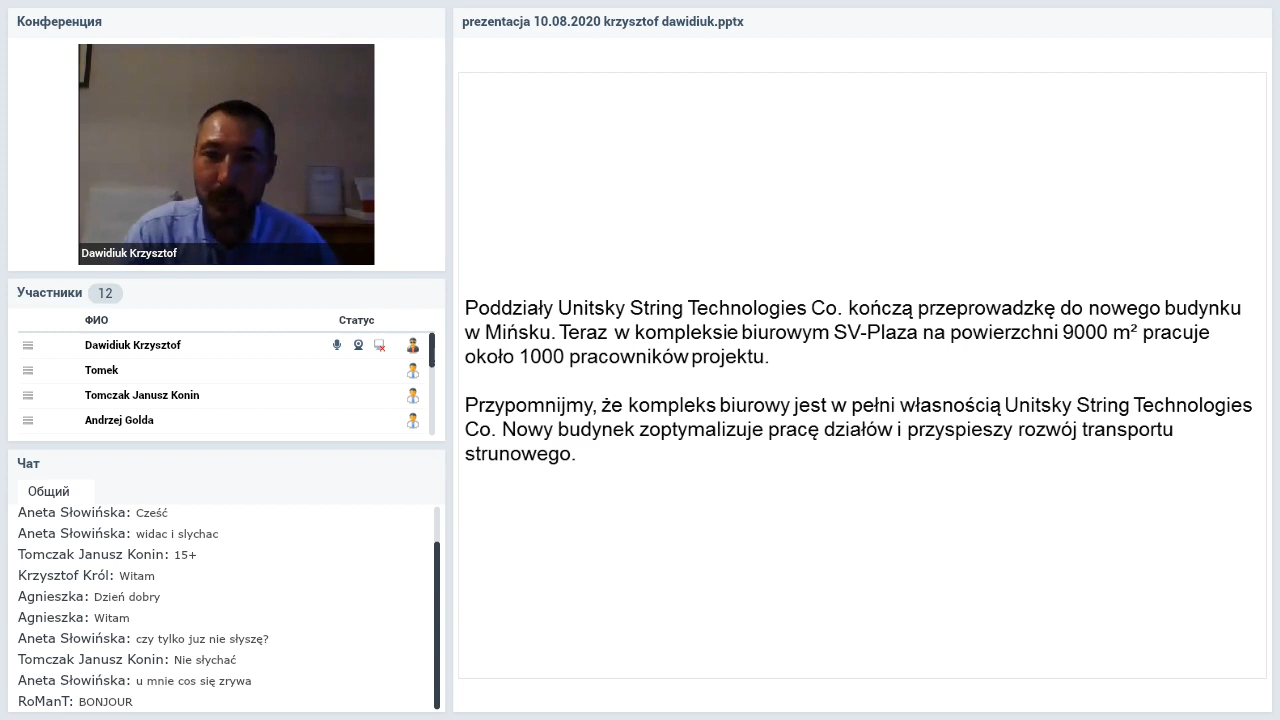 Конференция
Dawidiuk Krzysztof
Участники 12
ФИО Статус
Dawidiuk Krzysztof
Tomek
Tomczak Janusz Konin
Andrzej Golda
Чат
Общий
Aneta Słowińska: Cześć
Aneta Słowińska: widac i slychac
Tomczak Janusz Konin: 15+
Krzysztof Król: Witam
Agnieszka: Dzień dobry
Agnieszka: Witam
Aneta Słowińska: czy tylko juz nie słyszę?
Tomczak Janusz Konin: Nie słychać
Aneta Słowińska: u mnie cos się zrywa
RoManT: BONJOUR
prezentacja 10.08.2020 krzysztof dawidiuk.pptx
Poddziały Unitsky String Technologies Co. kończą przeprowadzkę do nowego budynku
w Mińsku. Teraz w kompleksie biurowym SV-Plaza na powierzchni 9000 m² pracuje
około 1000 pracowników projektu.
Przypomnijmy, że kompleks biurowy jest w pełni własnością Unitsky String Technologies
Co. Nowy budynek zoptymalizuje pracę działów i przyspieszy rozwój transportu
strunowego.